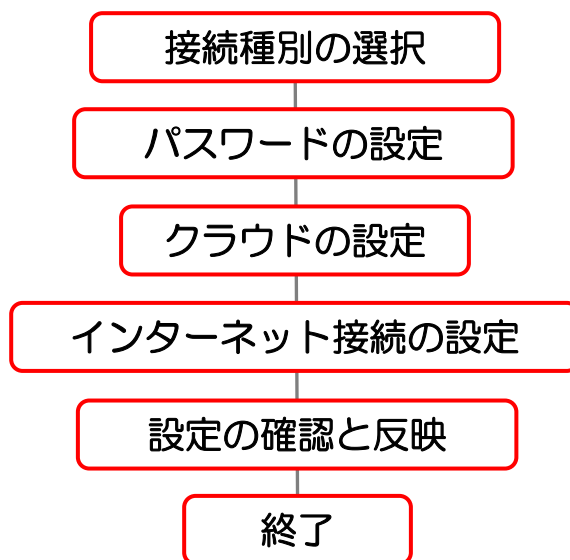 接続種別の選択
パスワードの設定
クラウドの設定
インターネット接続の設定
設定の確認と反映
終了